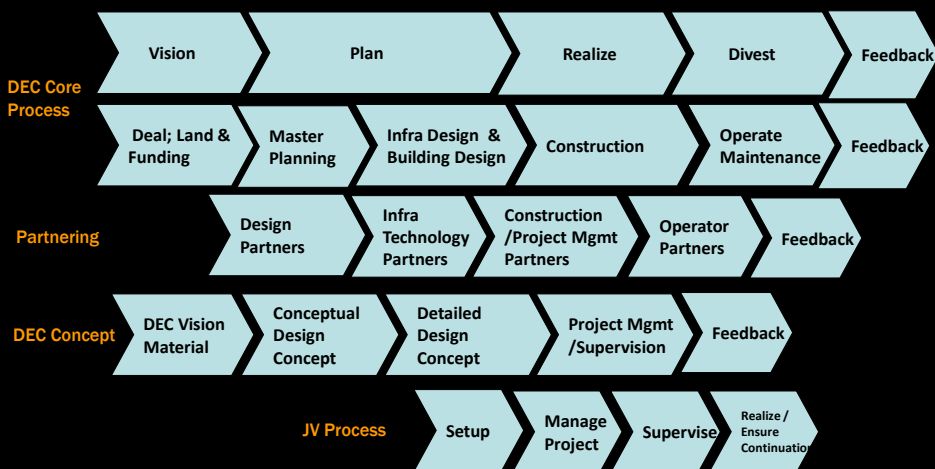 Vision
Plan
Realize
Divest
Feedback
DEC Core
Process
Deal; Land &
Funding
Master
Planning
Infra Design &
Building Design
Construction
Operate
Maintenance
Feedback
Partnering
Design
Partners
Infra
Technology
Partners
Construction
/Project Mgmt
Partners
Operator
Partners
Feedback
DEC Concept
DEC Vision
Material
Conceptual
Design
Concept
Detailed
Design
Concept
Project Mgmt
/Supervision
Feedback
JV Process
Setup
Manage
Project
Supervise
Realize /
Ensure
Continuation